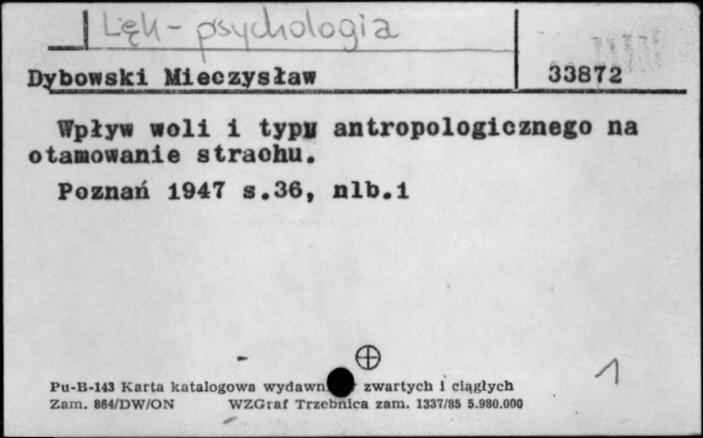 Lęk - psychologia
Dybowski Mieczysław 33872
Wpływ woli i typu antropologicznego na
otamowanie strachu.
Poznań 1947 s.36, nlb.1
1
Pu-B-143 Karta katalogowa wydawn zwartych i ciągłych
Zam. 864/DW/ON WZGraf Trzebnica zam. 1337/85 5.980.000